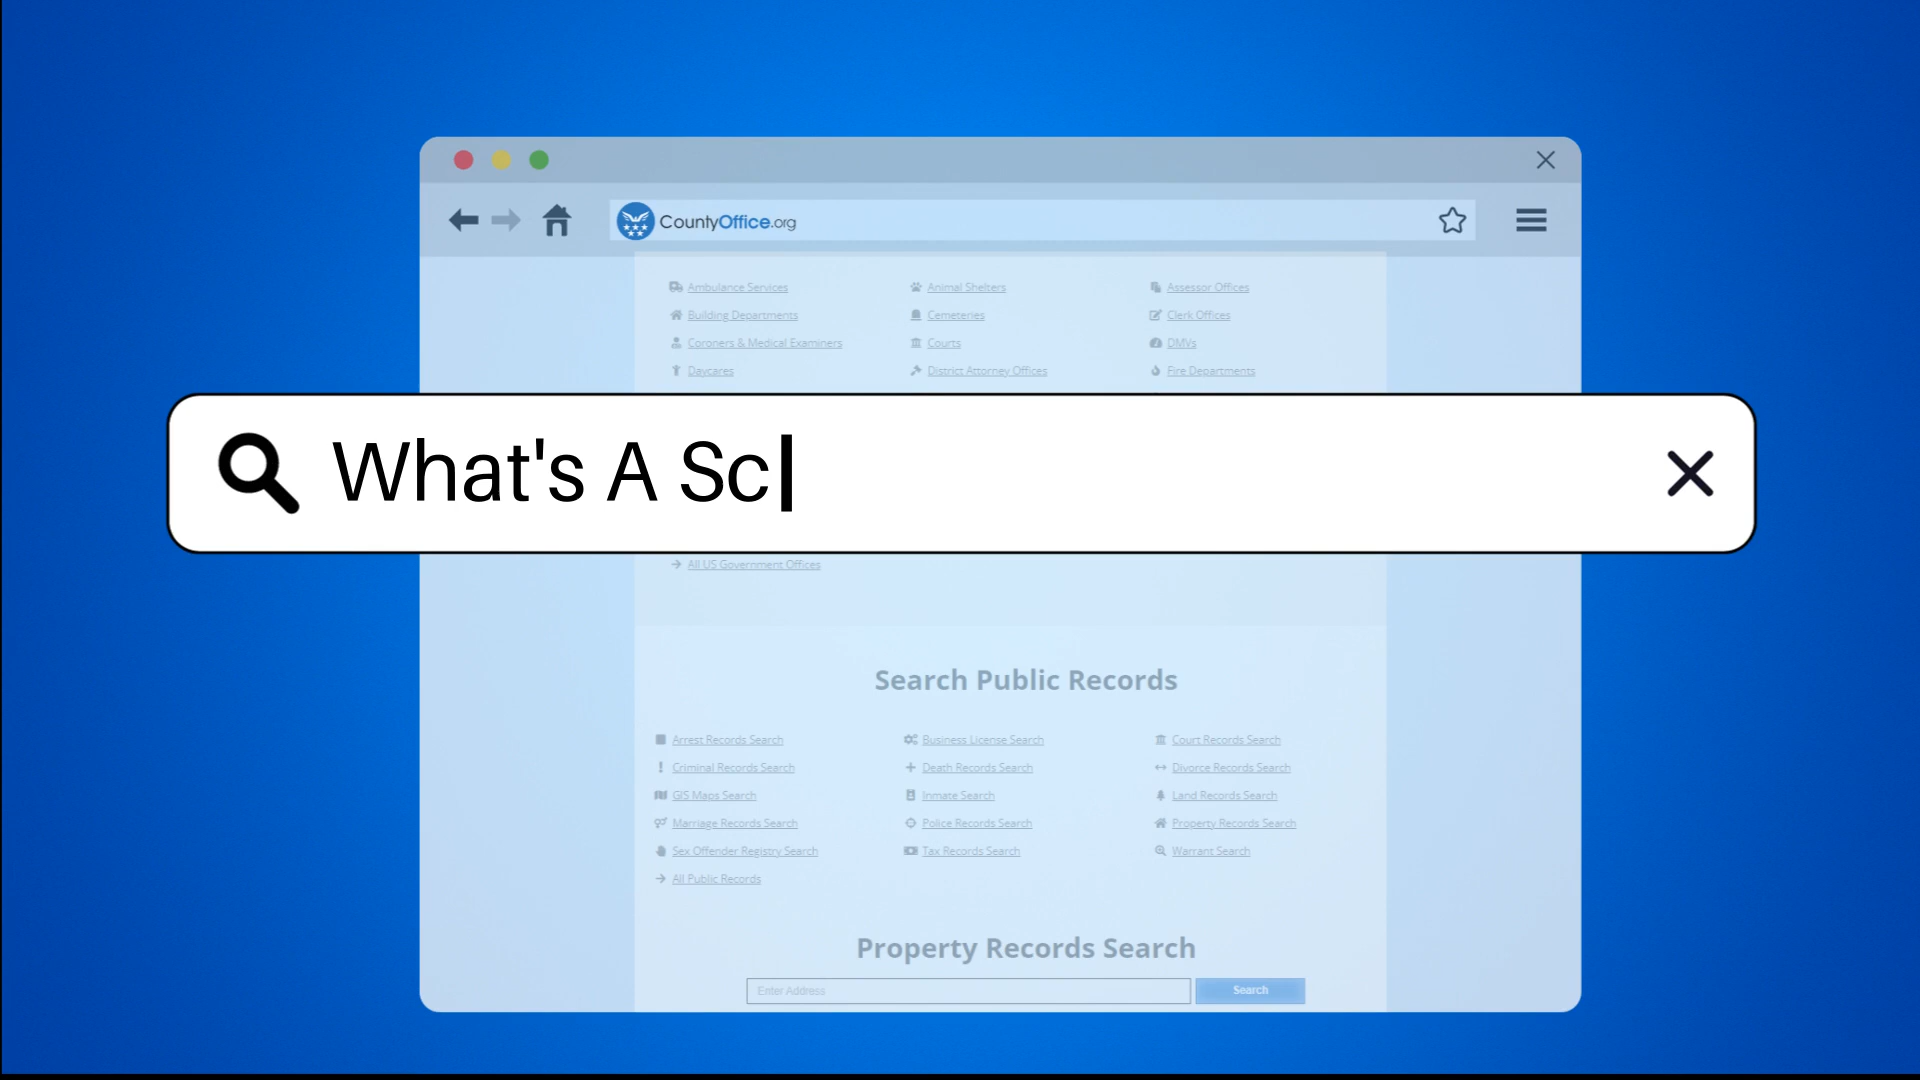 CountyOffice.org
Ambulance Services Animal Shelters Assessor Offices
Building Departments Cemeteries Clerk Offices
Coroners & Medical Examiners Courts DMVs
Daycares District Attorney Offices Fire Departments
What's A Sc
All US Government Offices
Search Public Records
Arrest Records Search Business License Search Court Records Search
Criminal Records Search Death Records Search Divorce Records Search
GIS Maps Search Inmate Search Land Records Search
Marriage Records Search Police Records Search Property Records Search
Sex Offender Registry Search Tax Records Search Warrant Search
All Public Records
Property Records Search
Enter Address Search